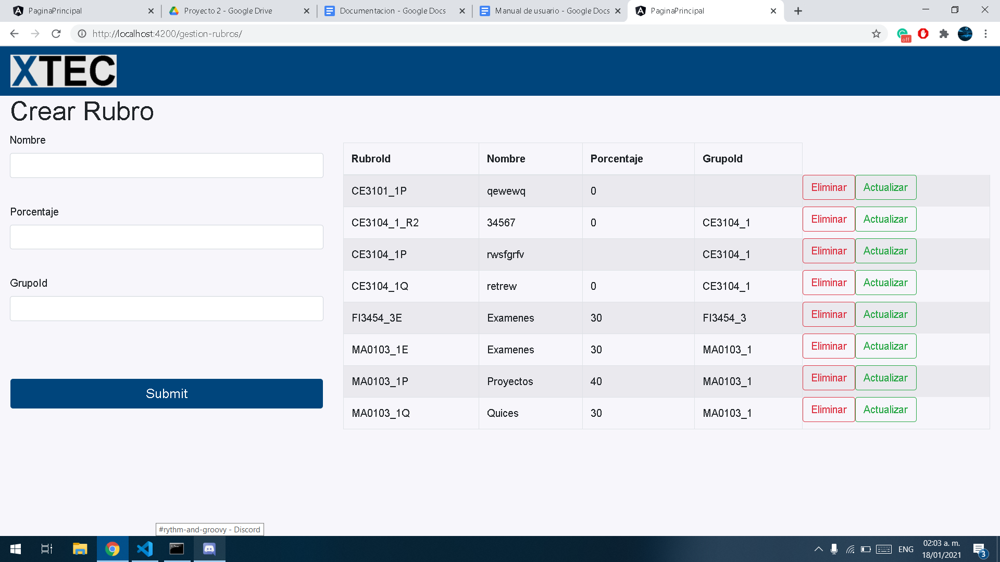 PaginaPrincipal
Proyecto 2 - Google Drive
Documentacion - Google Docs
Manual de usuario - Google Docs
PaginaPrincipal
http://localhost:4200/gestion-rubros/
off
XTEC
Crear Rubro
Nombre
Porcentaje
GrupoId
Submit
RubroId Nombre Porcentaje GrupoId
CE3101_1P qewewq 0 Eliminar Actualizar
CE3104_1_R2 34567 0 CE3104_1 Eliminar Actualizar
CE3104_1P rwsfgrfv CE3104_1 Eliminar Actualizar
CE3104_1Q retrew 0 CE3104_1 Eliminar Actualizar
FI3454_3E Examenes 30 FI3454_3 Eliminar Actualizar
MA0103_1E Examenes 30 MA0103_1 Eliminar Actualizar
MA0103_1P Proyectos 40 MA0103_1 Eliminar Actualizar
MA0103_1Q Quices 30 MA0103_1 Eliminar Actualizar
#rythm-and-groovy - Discord
ENG
02:03 a. m.
18/01/2021
3